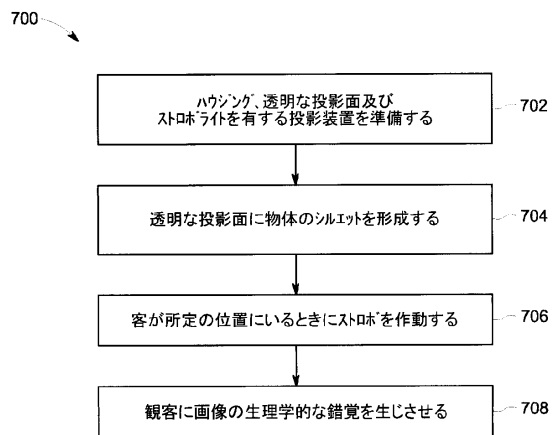 700
ハウジング、透明な投影面及び
ストロボライトを有する投影装置を準備する
702
透明な投影面に物体のシルエットを形成する
704
客が所定の位置にいるときにストロボを作動する
706
観客に画像の生理学的な錯覚を生じさせる
708